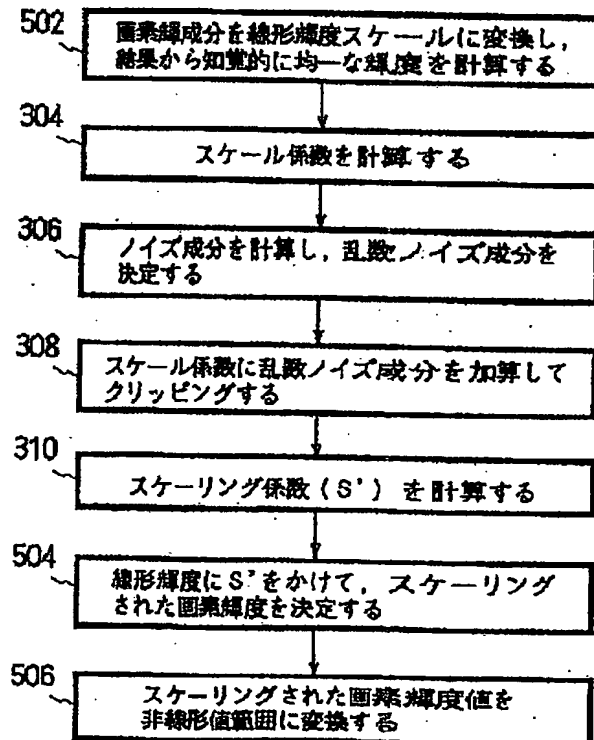 502
画素輝成分を線形輝度スケールに変換し，
結果から知覚的に均一な輝度を計算する
304
スケール係数を計算する
306
ノイズ成分を計算し，乱数ノイズ成分を
決定する
308
スケール係数に乱数ノイズ成分を加算して
クリッピングする
310
スケーリング係数（S'）を計算する
504
線形輝度にS'をかけて，スケーリング
された画素輝度を決定する
506
スケーリングされた画素輝度値を
非線形値範囲に変換する